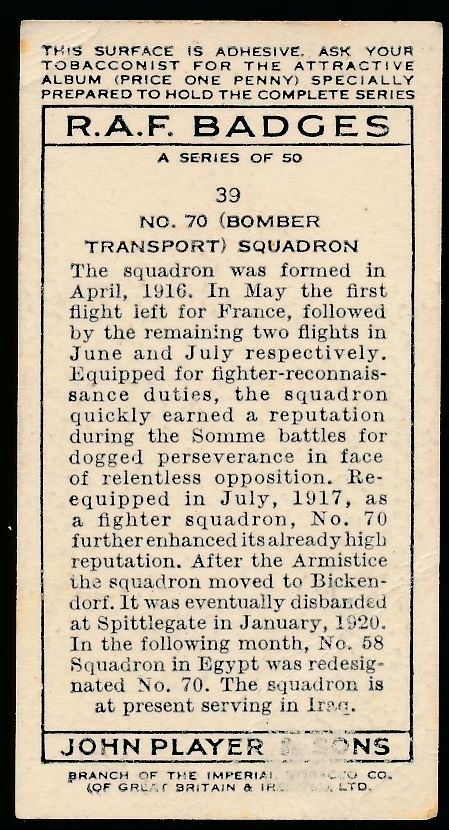 THIS SURFACE IS ADHESIVE. ASK YOUR
TOBACCONIST FOR THE ATTRACTIVE
ALBUM (PRICE ONE PENNY) SPECIALLY
PREPARED TO HOLD THE COMPLETE SERIES
R.A.F. BADGES
A SERIES OF 50
39
NO. 70 (BOMBER
TRANSPORT) SQUADRON
The squadron was formed in
April, 1916. In May the first
flight left for France, followed
by the remaining two flights in
June and July respectively.
Equipped for fighter-reconnais-
sance duties, the squadron
quickly earned a reputation
during the Somme battles for
dogged perseverance in face
of relentless opposition. Re-
equipped in July, 1917, as
a fighter squadron, No. 70
further enhanced its already high
reputation. After the Armistice
the squadron moved to Bicken-
dorf. It was eventually disbanded
at Spittlegate in January, 1920.
In the following month, No. 58
Squadron in Egypt was redesig-
nated No. 70. The squadron is
at present serving in Iraq.
JOHN PLAYER & SONS
BRANCH OF THE IMPERIAL TOBACCO CO.
(OF GREAT BRITAIN & IRELAND), LTD.